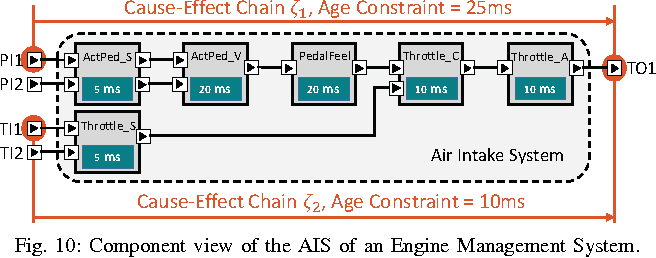 Cause-Effect Chain ζ1, Age Constraint = 25ms
PI1
PI2
ActPed_S
5 ms
ActPed_V
20 ms
PedalFeel
20 ms
Throttle_C
10 ms
Throttle_A
10 ms
TO1
TI1
TI2
Throttle_S
5 ms
Air Intake System
Cause-Effect Chain ζ2, Age Constraint = 10ms
Fig. 10: Component view of the AIS of an Engine Management System.